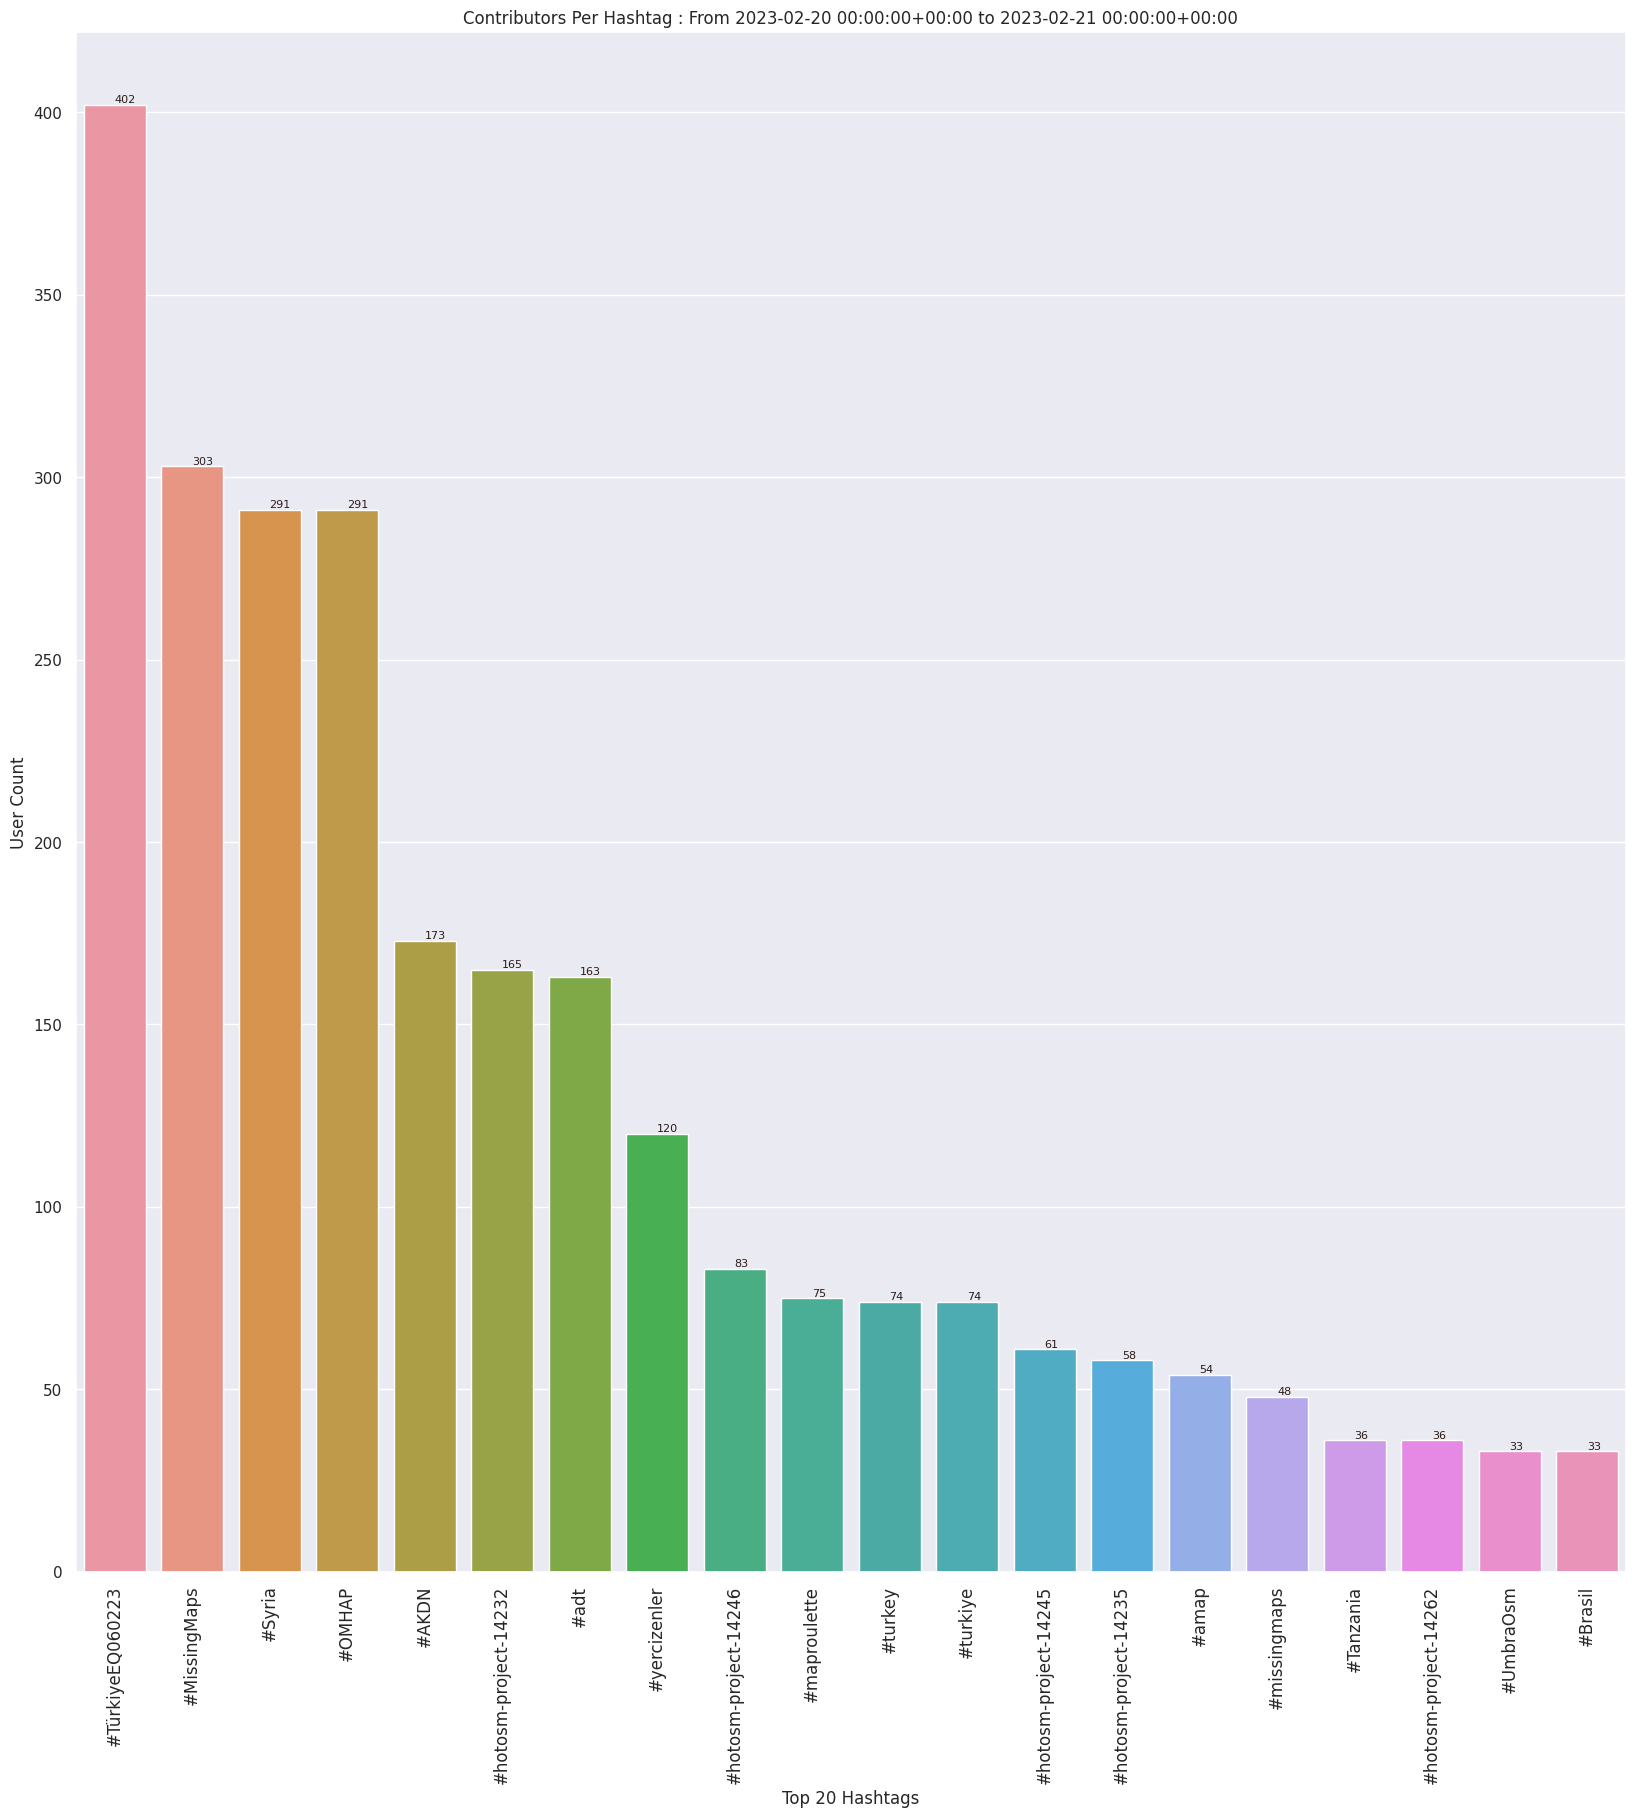 Contributors Per Hashtag : From 2023-02-20 00:00:00+00:00 to 2023-02-21 00:00:00+00:00
User Count
400
350
300
250
200
150
100
50
0
402
303
291
291
173
165
163
120
83
75
74
74
61
58
54
48
36
36
33
33
#TürkiyeEQ060223
#MissingMaps
#Syria
#OMHAP
#AKDN
#hotosm-project-14232
#adt
#yercizenler
#hotosm-project-14246
#maproulette
#turkey
#turkiye
#hotosm-project-14245
#hotosm-project-14235
#amap
#missingmaps
#Tanzania
#hotosm-project-14262
#UmbraOsm
#Brasil
Top 20 Hashtags